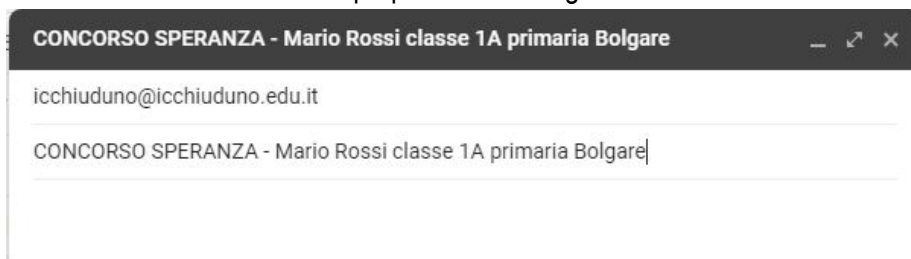 CONCORSO SPERANZA - Mario Rossi classe 1A primaria Bolgare
icchiuduno@icchiuduno.edu.it
CONCORSO SPERANZA - Mario Rossi classe 1A primaria Bolgare